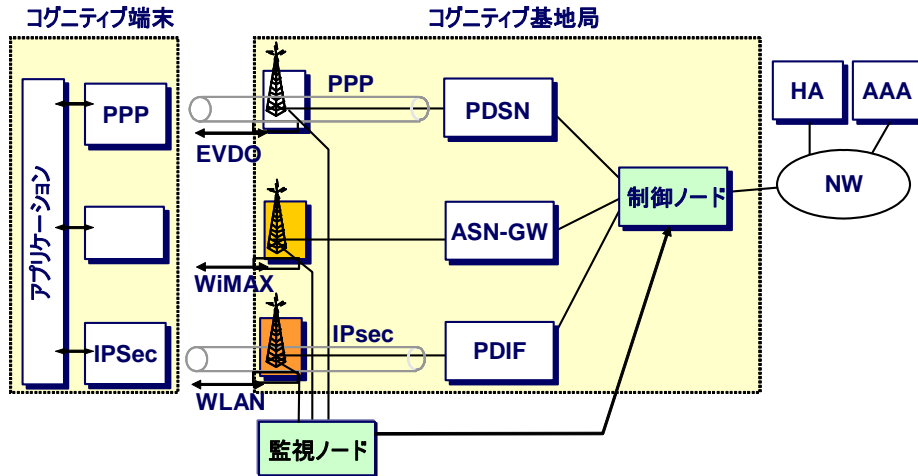 コグニティブ端末
コグニティブ基地局
アプリケーション
PPP
IPSec
EVDO
WiMAX
WLAN
PPP
IPsec
PDSN
ASN-GW
PDIF
制御ノード
監視ノード
HA
AAA
NW